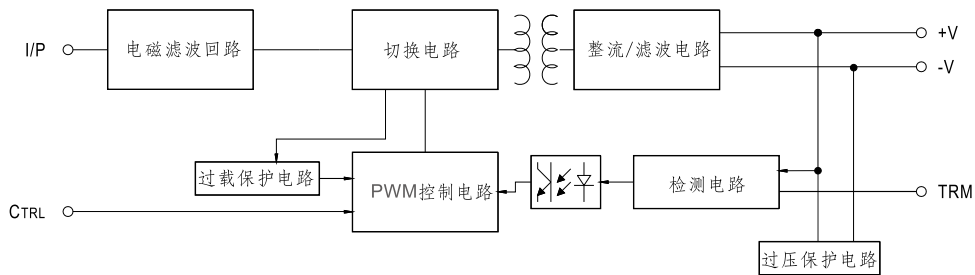 I/P
电磁滤波回路
切换电路
整流/滤波电路
+V
-V
过载保护电路
PWM控制电路
检测电路
TRM
CTRL
过压保护电路